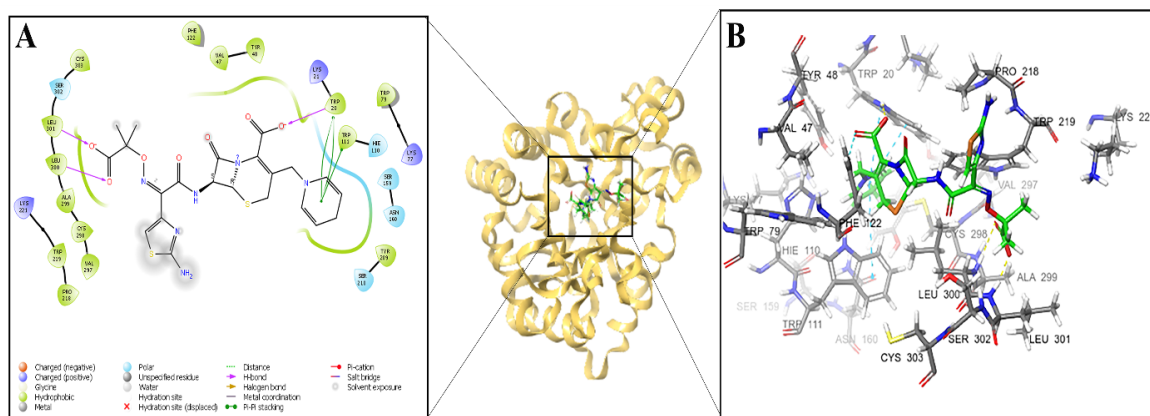 A
PHE
122
VAL
47
TYR
48
CYS
303
SER
302
LEU
301
LEU
300
ALA
299
CYS
298
VAL
297
LYS
221
TRP
219
PRO
218
LYS
21
TRP
20
TRP
79
TRP
111
HIE
110
LYS
77
SER
159
ASN
160
TYR
209
SER
210
O
O⁻
O
O
O
N
NH
S
N
S
NH₂
O
N
H
S
O
O⁻
N
Charged (negative)
Charged (positive)
Glycine
Hydrophobic
Metal
Polar
Unspecified residue
Water
Hydration site
Hydration site (displaced)
Distance
H-bond
Halogen bond
Metal coordination
Pi-Pi stacking
Pi-cation
Salt bridge
Solvent exposure
B
TYR 48
TRP 20
PRO 218
VAL 47
TRP 219
LYS 22
VAL 297
PHE 122
TRP 79
CYS 298
HIE 110
ALA 299
LEU 300
SER 159
TRP 111
ASN 160
SER 302
LEU 301
CYS 303